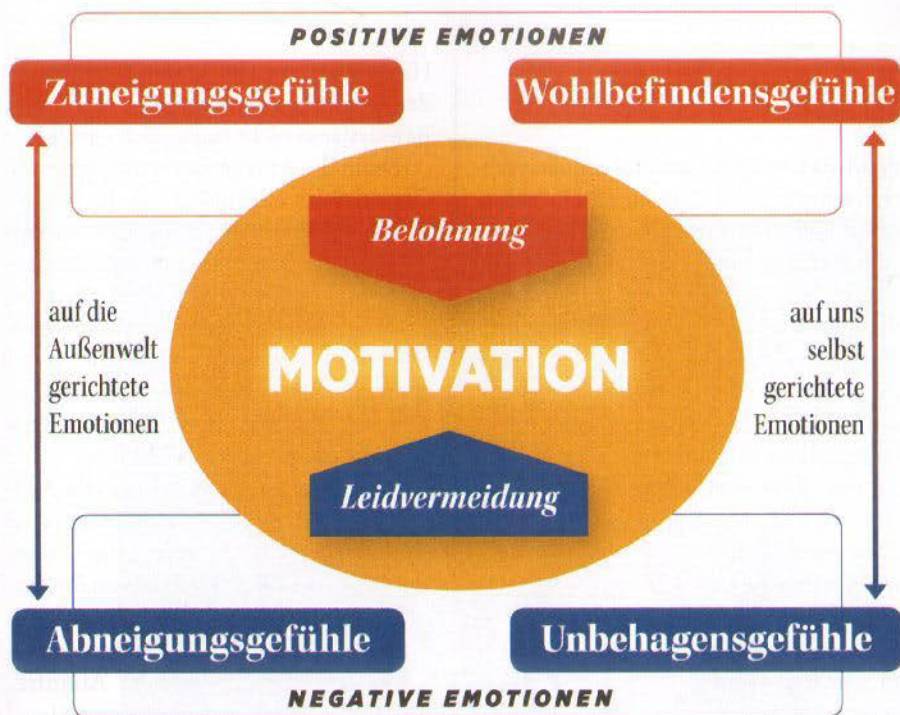 POSITIVE EMOTIONEN
Zuneigungsgefühle
Wohlbefindensgefühle
Belohnung
auf die
Außenwelt
gerichtete
Emotionen
MOTIVATION
auf uns
selbst
gerichtete
Emotionen
Leidvermeidung
Abneigungsgefühle
Unbehagensgefühle
NEGATIVE EMOTIONEN